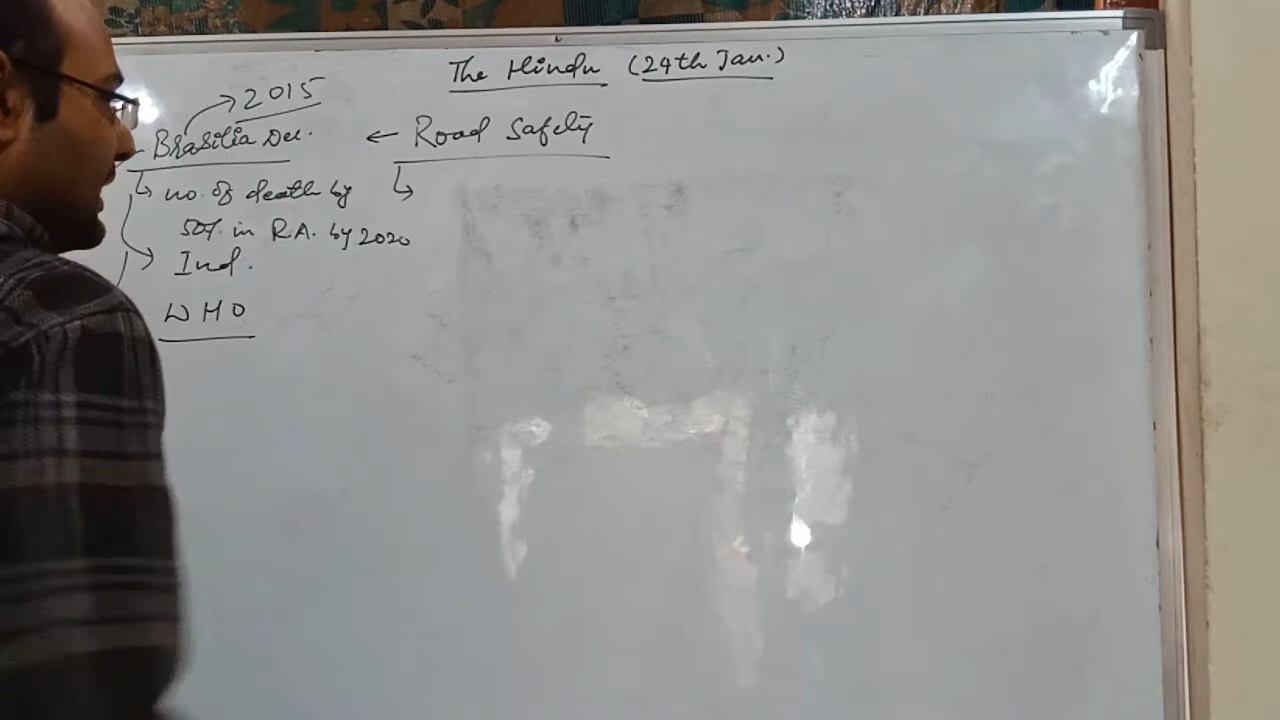 The Hindu (24th Jan.)
2015
Brasilia Dec. ← Road Safety
no. of death by
50% in R.A. by 2020
Ind.
WHO